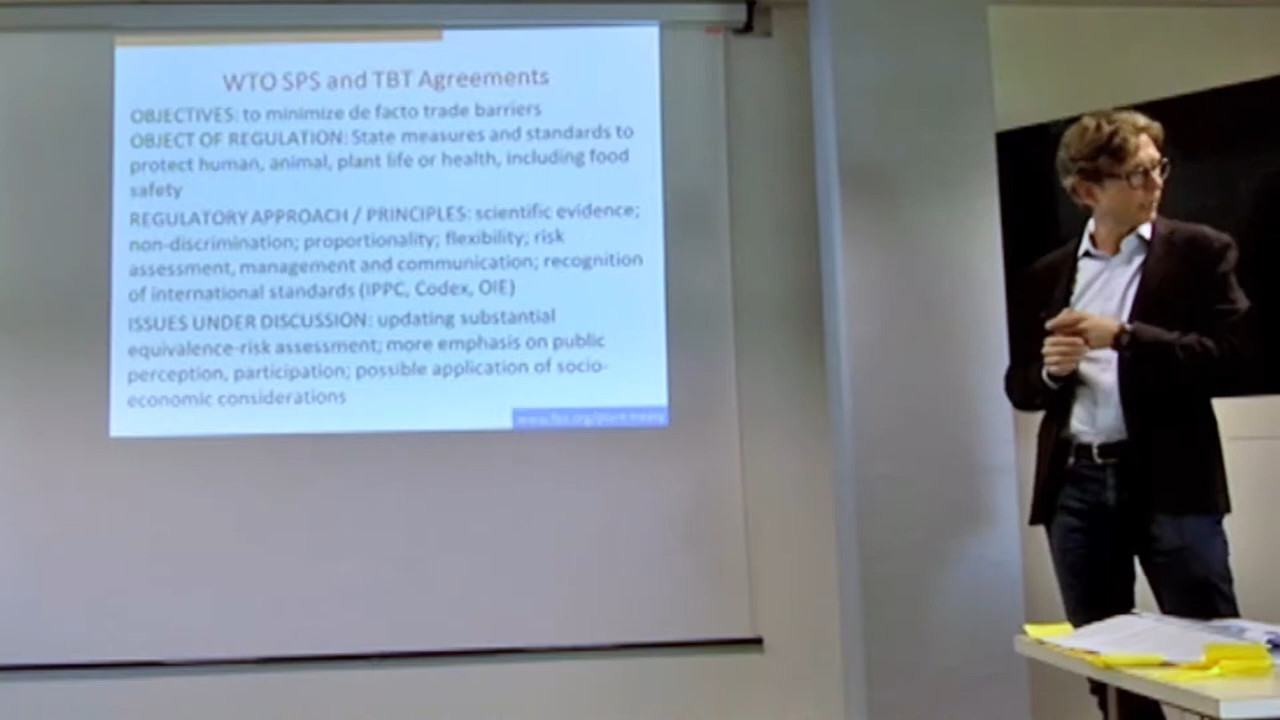 WTO SPS and TBT Agreements
OBJECTIVES: to minimize de facto trade barriers
OBJECT OF REGULATION: State measures and standards to
protect human, animal, plant life or health, including food
safety
REGULATORY APPROACH / PRINCIPLES: scientific evidence;
non-discrimination; proportionality; flexibility; risk
assessment, management and communication; recognition
of international standards (IPPC, Codex, OIE)
ISSUES UNDER DISCUSSION: updating substantial
equivalence-risk assessment; more emphasis on public
perception, participation; possible application of socio-
economic considerations